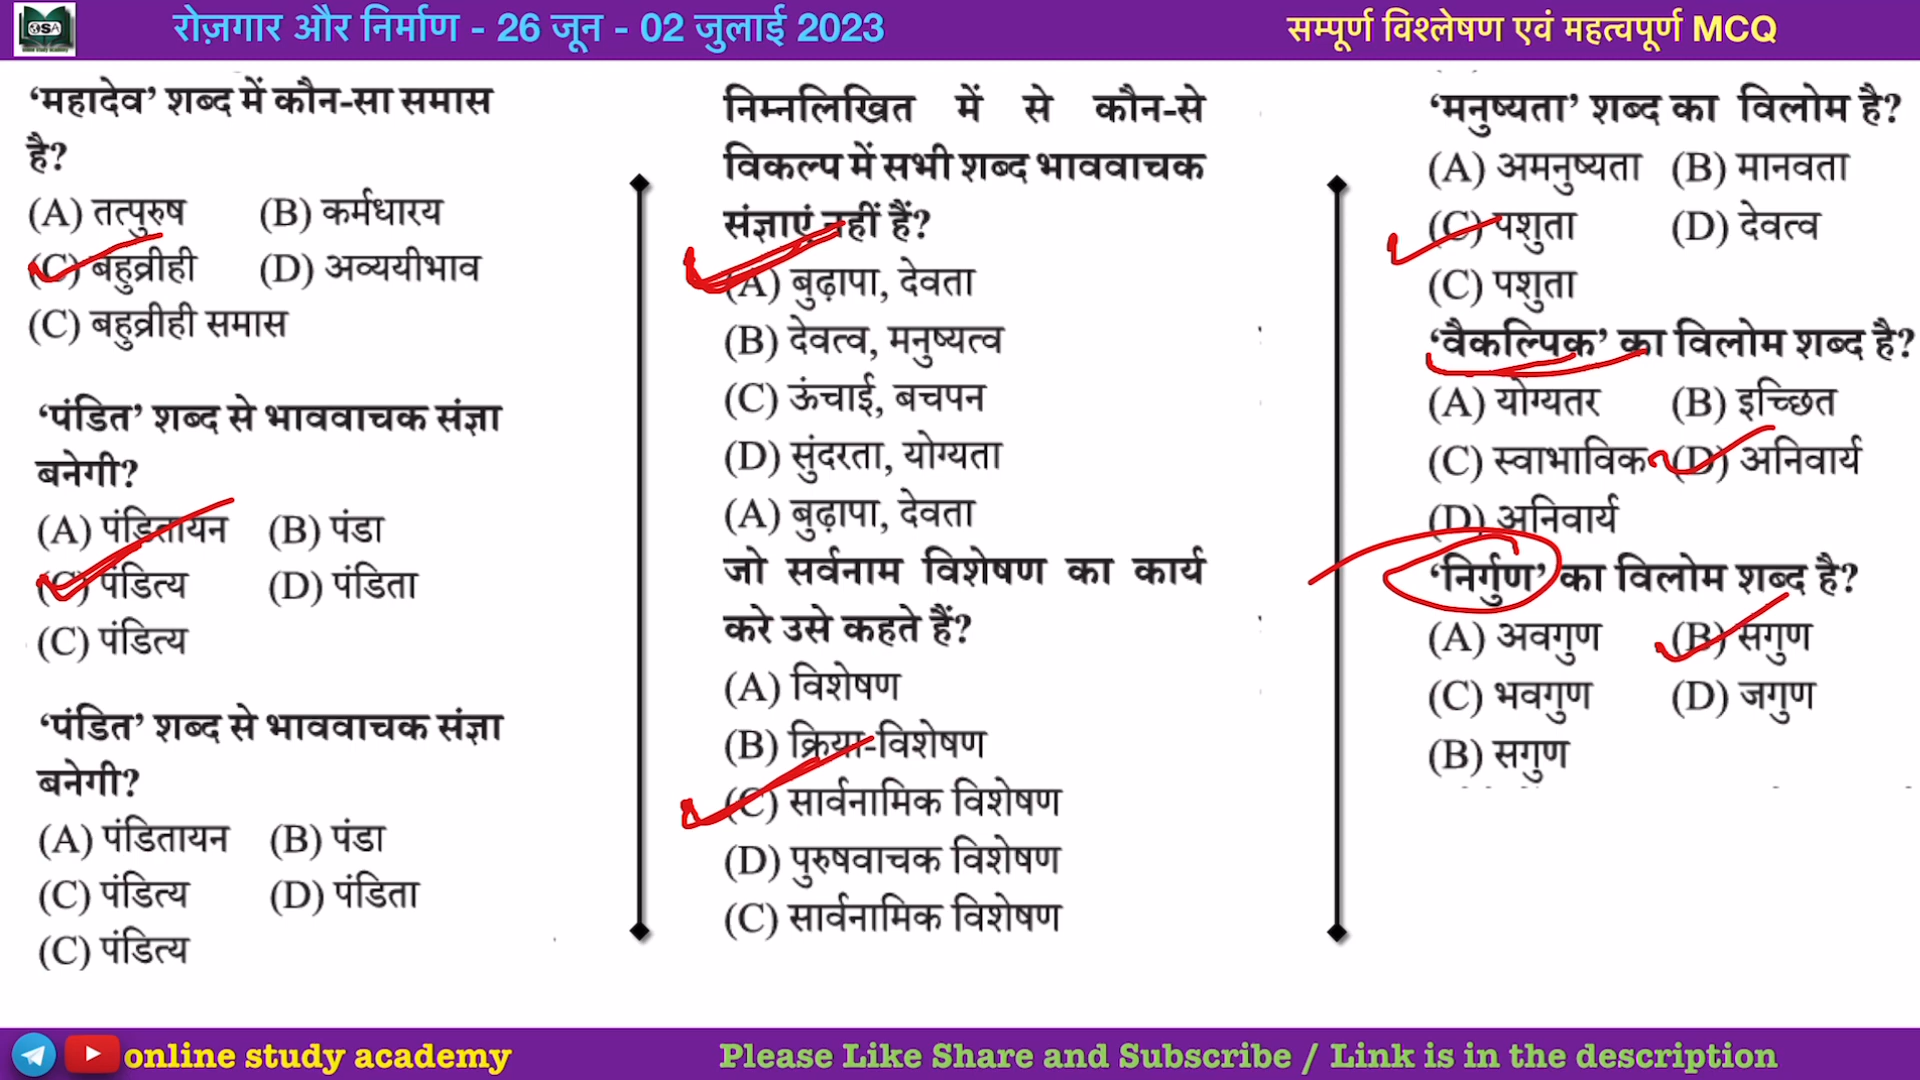 OSA
रोज़गार और निर्माण - 26 जून - 02 जुलाई 2023
सम्पूर्ण विश्लेषण एवं महत्वपूर्ण MCQ
‘महादेव’ शब्द में कौन-सा समास
है?
(A) तत्पुरुष (B) कर्मधारय
(C) बहुव्रीही (D) अव्ययीभाव
(C) बहुव्रीही समास
‘पंडित’ शब्द से भाववाचक संज्ञा
बनेगी?
(A) पंडितायन (B) पंडा
(C) पंडित्य (D) पंडिता
(C) पंडित्य
‘पंडित’ शब्द से भाववाचक संज्ञा
बनेगी?
(A) पंडितायन (B) पंडा
(C) पंडित्य (D) पंडिता
(C) पंडित्य
निम्नलिखित में से कौन-से
विकल्प में सभी शब्द भाववाचक
संज्ञाएं नहीं हैं?
(A) बुढ़ापा, देवता
(B) देवत्व, मनुष्यत्व
(C) ऊंचाई, बचपन
(D) सुंदरता, योग्यता
(A) बुढ़ापा, देवता
जो सर्वनाम विशेषण का कार्य
करे उसे कहते हैं?
(A) विशेषण
(B) क्रिया-विशेषण
(C) सार्वनामिक विशेषण
(D) पुरुषवाचक विशेषण
(C) सार्वनामिक विशेषण
‘मनुष्यता’ शब्द का विलोम है?
(A) अमनुष्यता (B) मानवता
(C) पशुता (D) देवत्व
(C) पशुता
‘वैकल्पिक’ का विलोम शब्द है?
(A) योग्यतर (B) इच्छित
(C) स्वाभाविक (D) अनिवार्य
(D) अनिवार्य
‘निर्गुण’ का विलोम शब्द है?
(A) अवगुण (B) सगुण
(C) भवगुण (D) जगुण
(B) सगुण
online study academy
Please Like Share and Subscribe / Link is in the description